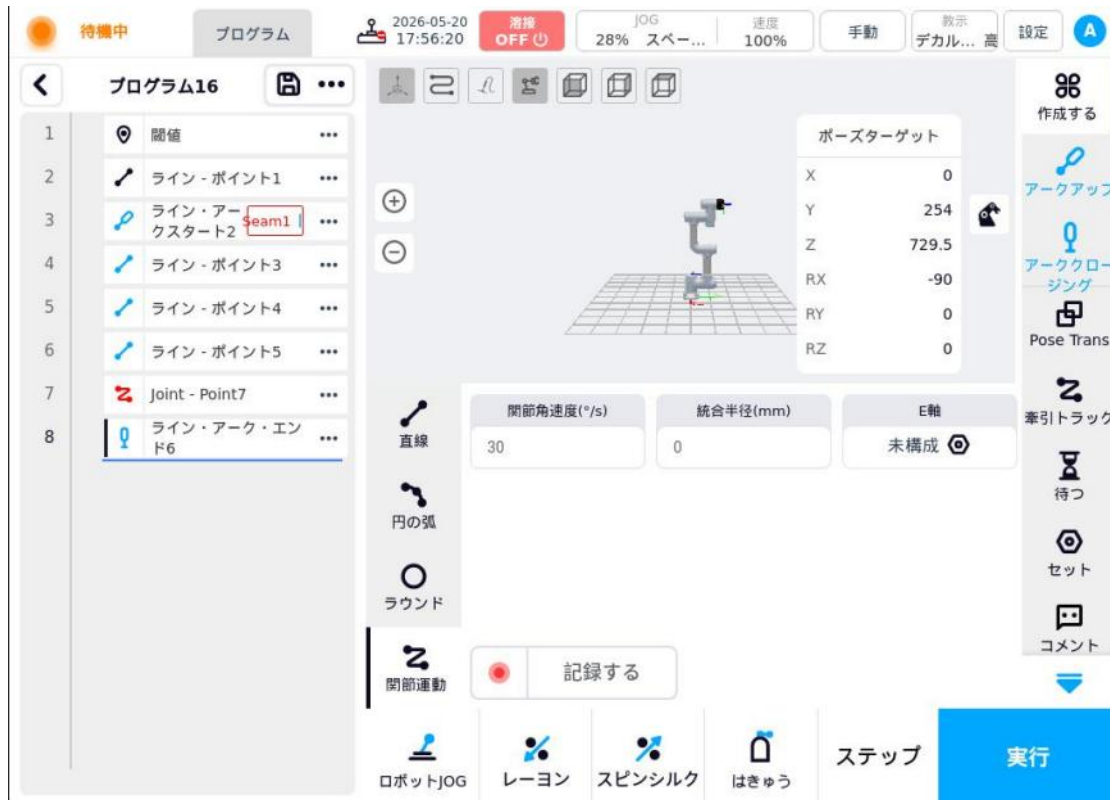 待機中
プログラム
2026-05-20
17:56:20
溶接
OFF
JOG
28% スペー...
速度
100%
手動
教示
デカル... 高
設定
A
プログラム16
1 閾値
2 ライン - ポイント1
3 ライン・アー
クスタート2
Seam1
4 ライン - ポイント3
5 ライン - ポイント4
6 ライン - ポイント5
7 Joint - Point7
8 ライン・アーク・エン
ド6
ポーズターゲット
X 0
Y 254
Z 729.5
RX -90
RY 0
RZ 0
直線
円の弧
ラウンド
関節運動
関節角速度(°/s)
30
統合半径(mm)
0
E軸
未構成
記録する
作成する
アークアップ
アーククロー
ジング
Pose Trans
牽引トラック
待つ
セット
コメント
ロボットJOG
レーヨン
スピンシルク
はきゅう
ステップ
実行